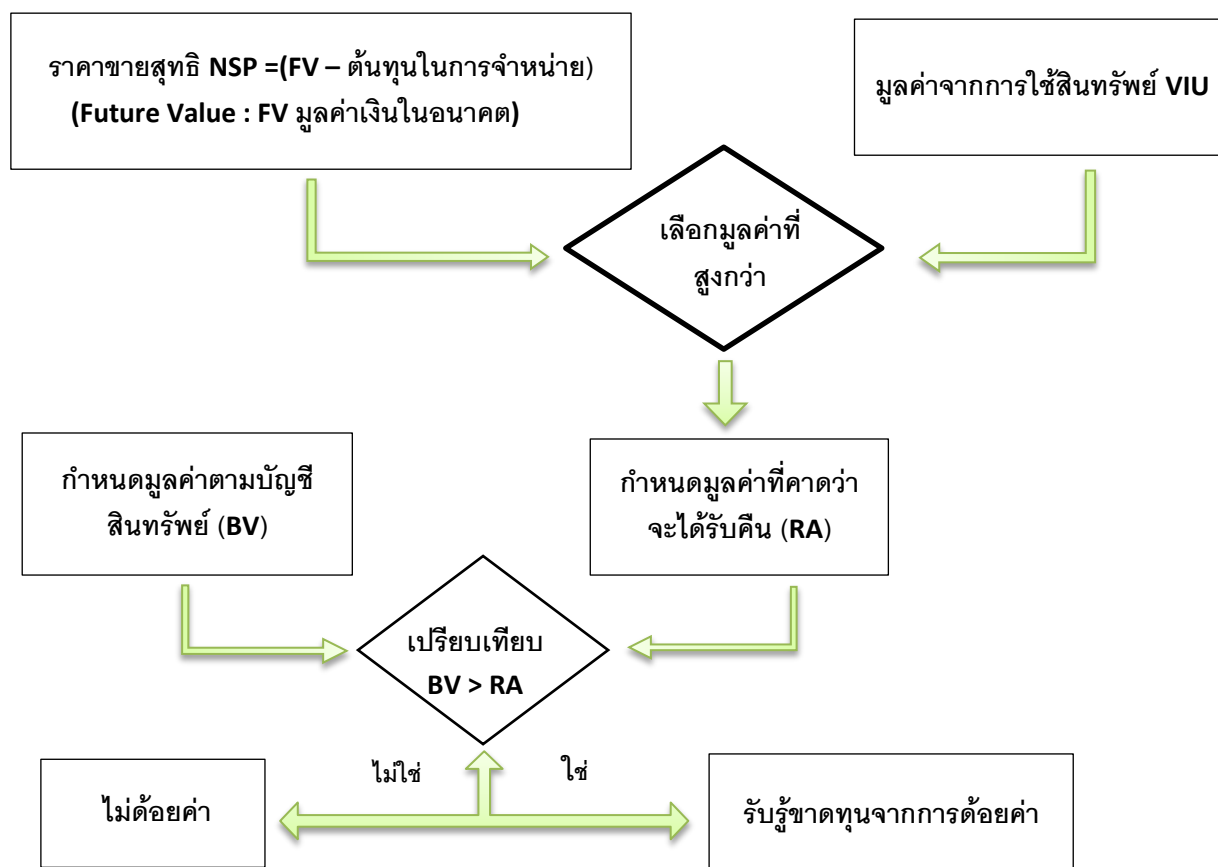 ราคาขายสุทธิ NSP =(FV – ต้นทุนในการจำหน่าย)
(Future Value : FV มูลค่าเงินในอนาคต)
มูลค่าจากการใช้สินทรัพย์ VIU
เลือกมูลค่าที่
สูงกว่า
กำหนดมูลค่าตามบัญชี
สินทรัพย์ (BV)
กำหนดมูลค่าที่คาดว่า
จะได้รับคืน (RA)
เปรียบเทียบ
BV > RA
ไม่ใช่
ใช่
ไม่ด้อยค่า
รับรู้ขาดทุนจากการด้อยค่า